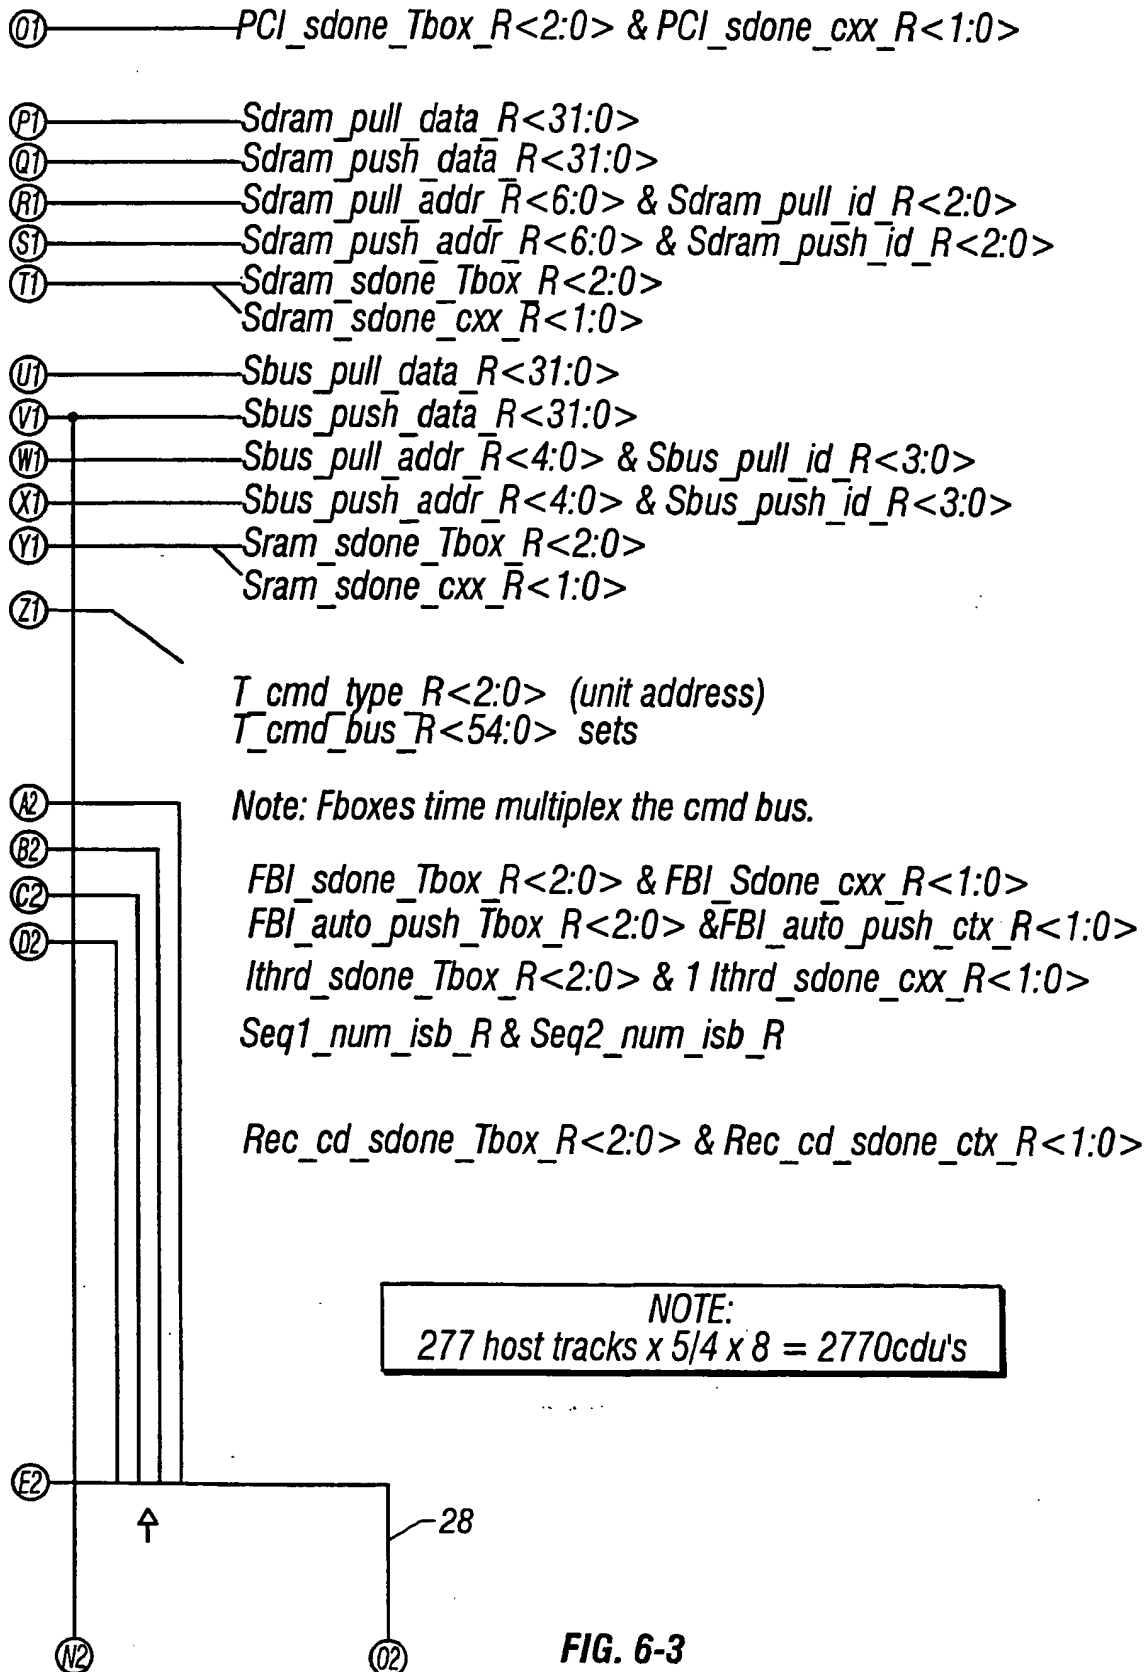 O1 PCI_sdone_Tbox_R<2:0> & PCI_sdone_cxx_R<1:0>
P1 Sdram_pull_data_R<31:0>
Q1 Sdram_push_data_R<31:0>
R1 Sdram_pull_addr_R<6:0> & Sdram_pull_id_R<2:0>
S1 Sdram_push_addr_R<6:0> & Sdram_push_id_R<2:0>
T1 Sdram_sdone_Tbox_R<2:0>
Sdram_sdone_cxx_R<1:0>
U1 Sbus_pull_data_R<31:0>
V1 Sbus_push_data_R<31:0>
W1 Sbus_pull_addr_R<4:0> & Sbus_pull_id_R<3:0>
X1 Sbus_push_addr_R<4:0> & Sbus_push_id_R<3:0>
Y1 Sram_sdone_Tbox_R<2:0>
Sram_sdone_cxx_R<1:0>
Z1
T_cmd_type_R<2:0> (unit address)
T_cmd_bus_R<54:0> sets
A2 Note: Fboxes time multiplex the cmd bus.
B2
C2 FBI_sdone_Tbox_R<2:0> & FBI_Sdone_cxx_R<1:0>
D2 FBI_auto_push_Tbox_R<2:0> &FBI_auto_push_ctx_R<1:0>
Ithrd_sdone_Tbox_R<2:0> & 1 Ithrd_sdone_cxx_R<1:0>
Seq1_num_isb_R & Seq2_num_isb_R
Rec_cd_sdone_Tbox_R<2:0> & Rec_cd_sdone_ctx_R<1:0>
NOTE:
277 host tracks x 5/4 x 8 = 2770cdu's
E2
28
N2 O2
FIG. 6-3